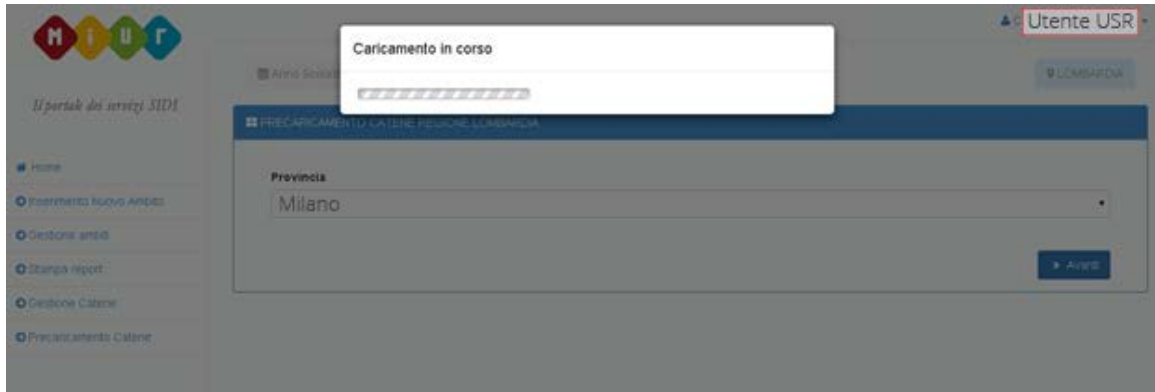 MIUR
Il portale dei servizi SIDI
Utente USR
Caricamento in corso
Anno
LOMBARDIA
PRECARICAMENTO CATENE REGIONE LOMBARDIA
Home
Inserimento Nuovo Ambito
Gestione ambiti
Stampa report
Gestione Catene
Precaricamento Catene
Provincia
Milano
Avanti